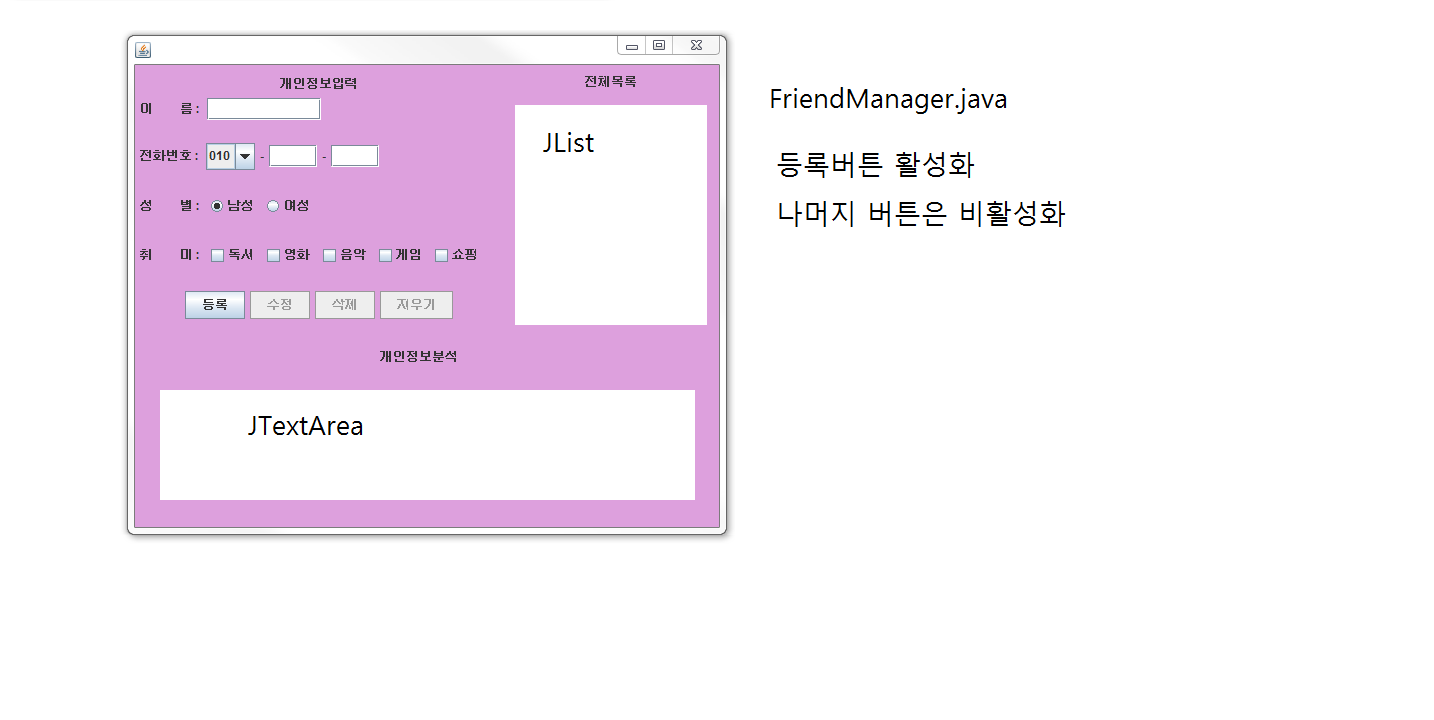 개인정보입력
이 름 :
전화번호 : 010 - -
성 별 : 남성 여성
취 미 : 독서 영화 음악 게임 쇼핑
등록 수정 삭제 지우기
전체목록
JList
개인정보분석
JTextArea
FriendManager.java
등록버튼 활성화
나머지 버튼은 비활성화